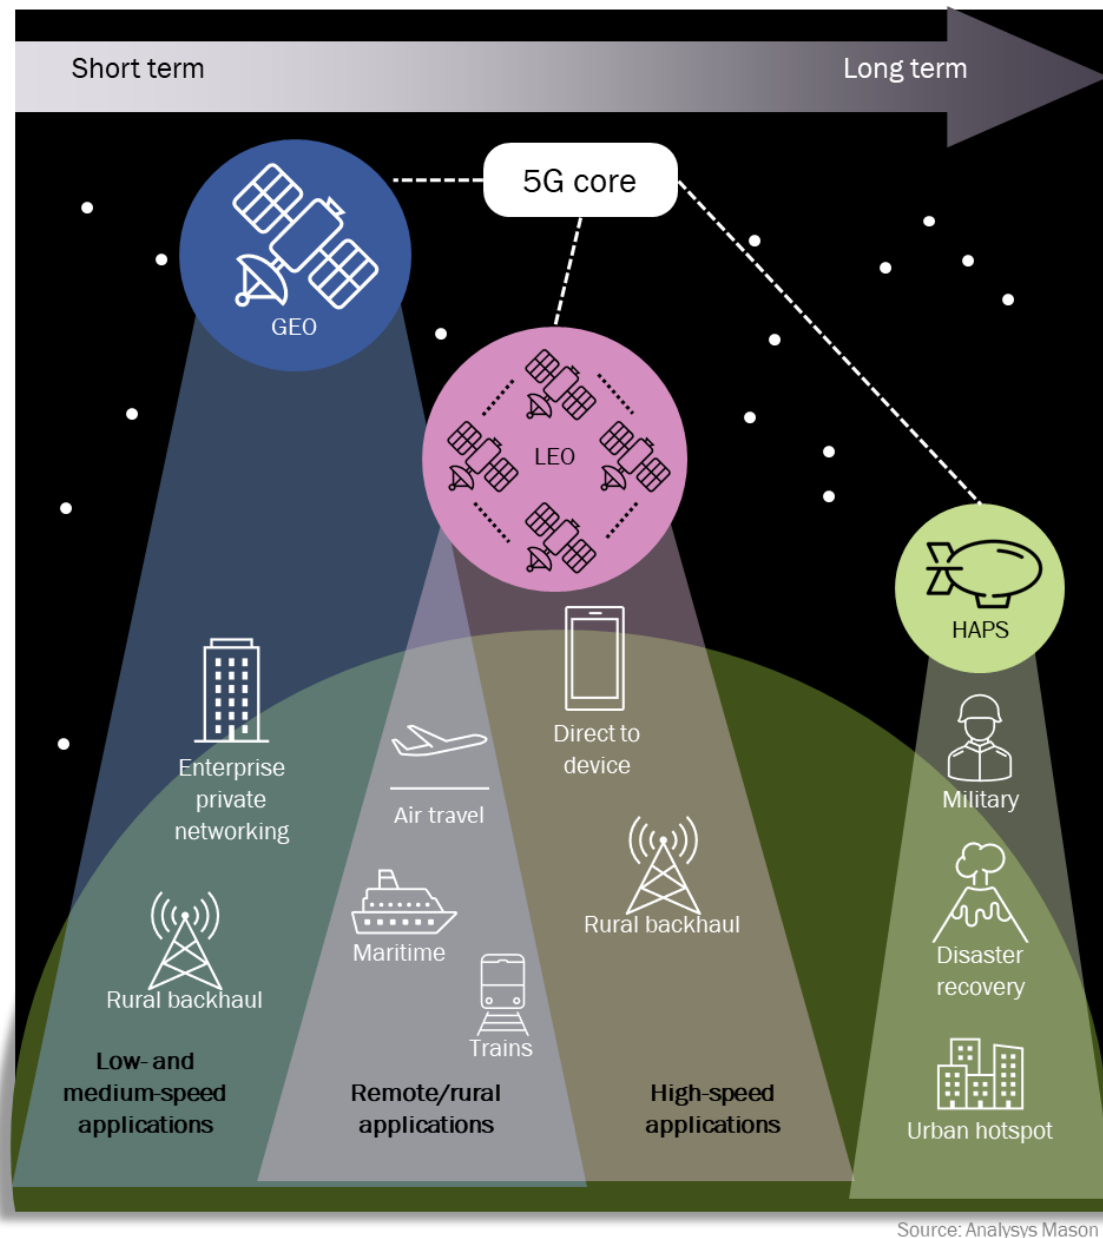 Short term
Long term
5G core
GEO
LEO
HAPS
Enterprise
private
networking
Rural backhaul
Low- and
medium-speed
applications
Air travel
Maritime
Trains
Remote/rural
applications
Direct to
device
Rural backhaul
High-speed
applications
Military
Disaster
recovery
Urban hotspot
Source: Analysys Mason